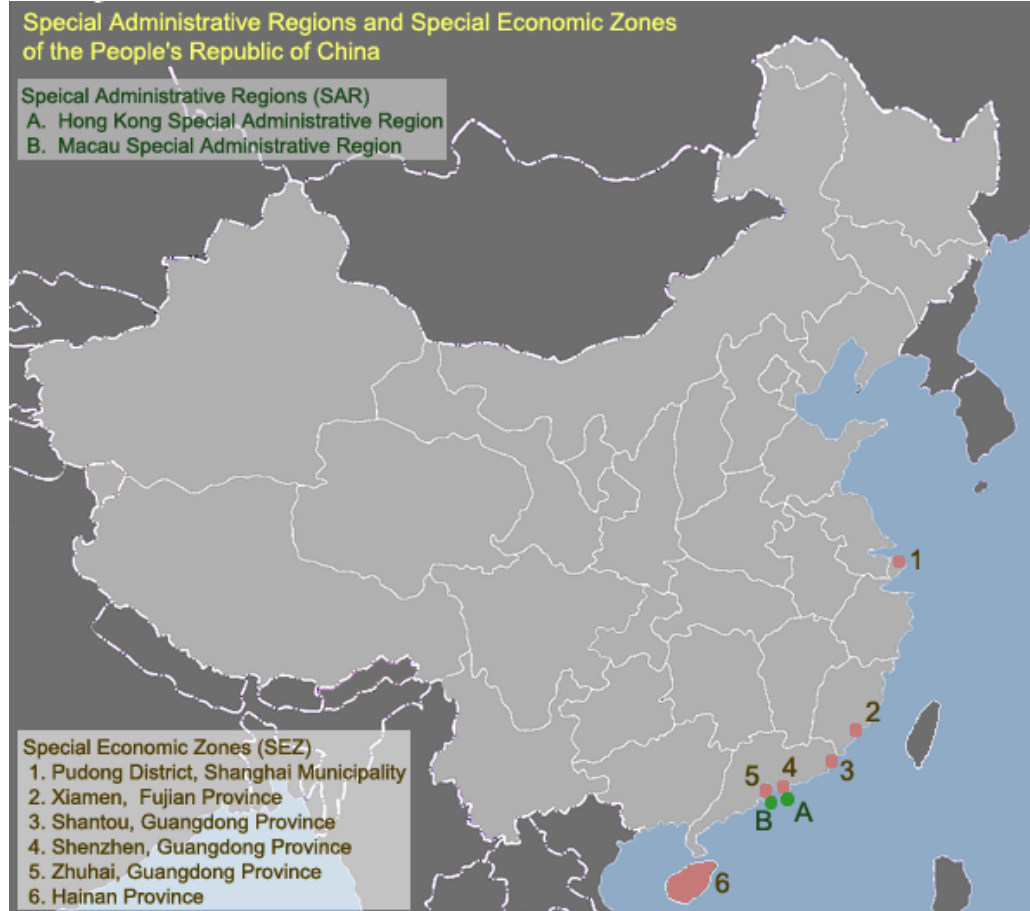 Special Administrative Regions and Special Economic Zones
of the People's Republic of China
Speical Administrative Regions (SAR)
A. Hong Kong Special Administrative Region
B. Macau Special Administrative Region
1
2
3
4
5
A
B
6
Special Economic Zones (SEZ)
1. Pudong District, Shanghai Municipality
2. Xiamen, Fujian Province
3. Shantou, Guangdong Province
4. Shenzhen, Guangdong Province
5. Zhuhai, Guangdong Province
6. Hainan Province